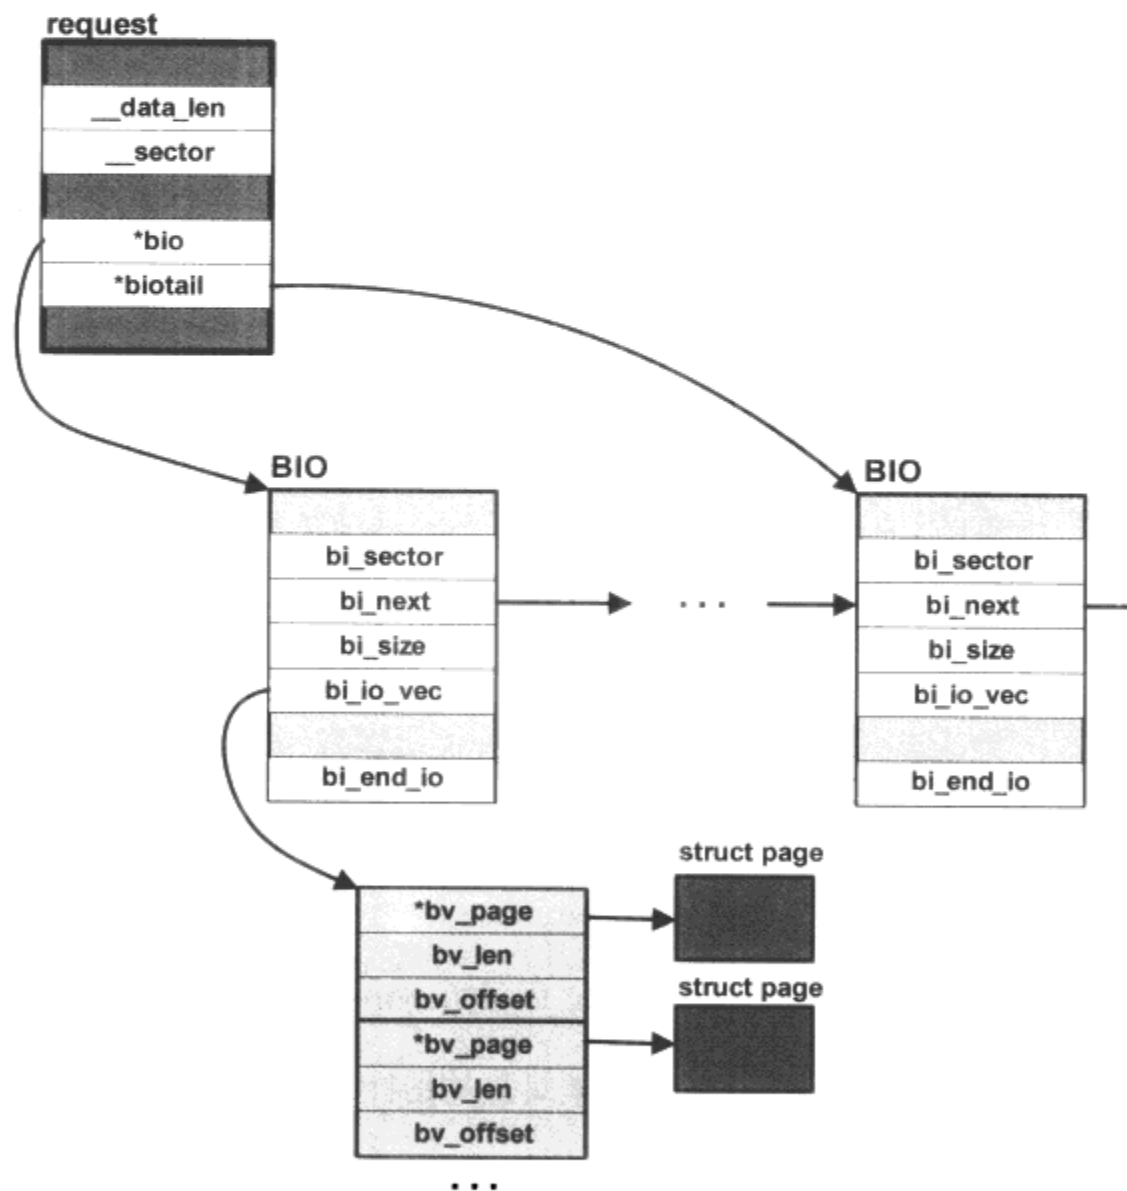 request
__data_len
__sector
*bio
*biotail
BIO
bi_sector
bi_next
bi_size
bi_io_vec
bi_end_io
. . .
BIO
bi_sector
bi_next
bi_size
bi_io_vec
bi_end_io
*bv_page
bv_len
bv_offset
*bv_page
bv_len
bv_offset
. . .
struct page
struct page